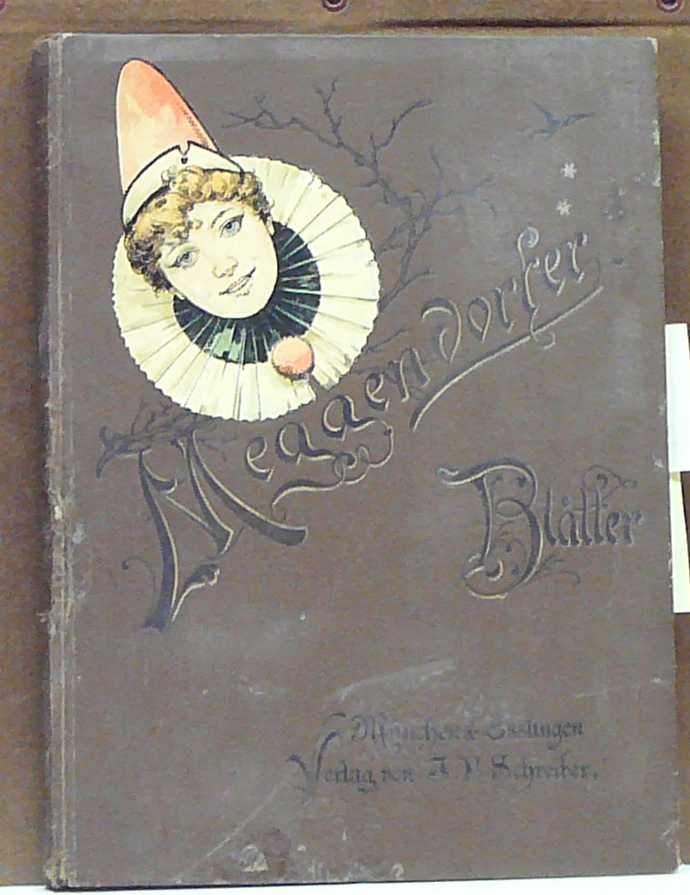 Meggendorfer
Blätter
München & Esslingen
Verlag von J. F. Schreiber.